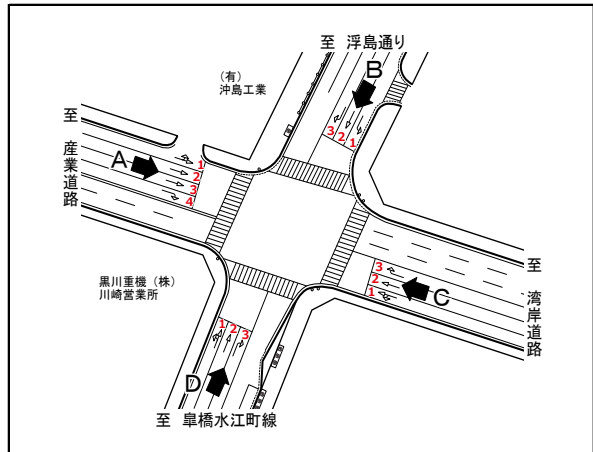 至 浮島通り
B
(有)
沖島工業
3 2 1
至 産業道路
A
1
2
3
4
至 湾岸道路
3
2
1
C
黒川重機(株)
川崎営業所
1 2 3
D
至 皐橋水江町線